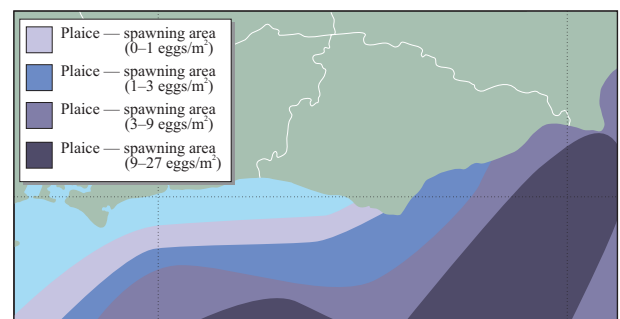 Plaice — spawning area
(0–1 eggs/m²)
Plaice — spawning area
(1–3 eggs/m²)
Plaice — spawning area
(3–9 eggs/m²)
Plaice — spawning area
(9–27 eggs/m²)